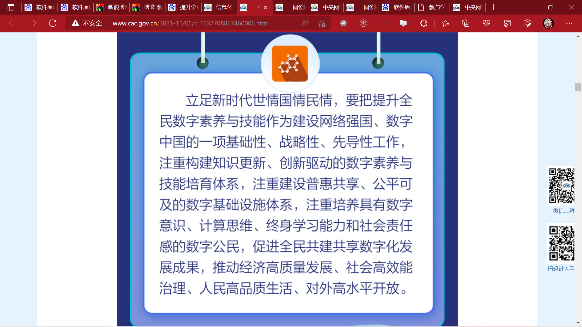 不安全
www.cac.gov.cn
立足新时代世情国情民情，要把提升全
民数字素养与技能作为建设网络强国、数字
中国的一项基础性、战略性、先导性工作，
注重构建知识更新、创新驱动的数字素养与
技能培育体系，注重建设普惠共享、公平可
及的数字基础设施体系，注重培养具有数字
意识、计算思维、终身学习能力和社会责任
感的数字公民，促进全民共建共享数字化发
展成果，推动经济高质量发展、社会高效能
治理、人民高品质生活、对外高水平开放。